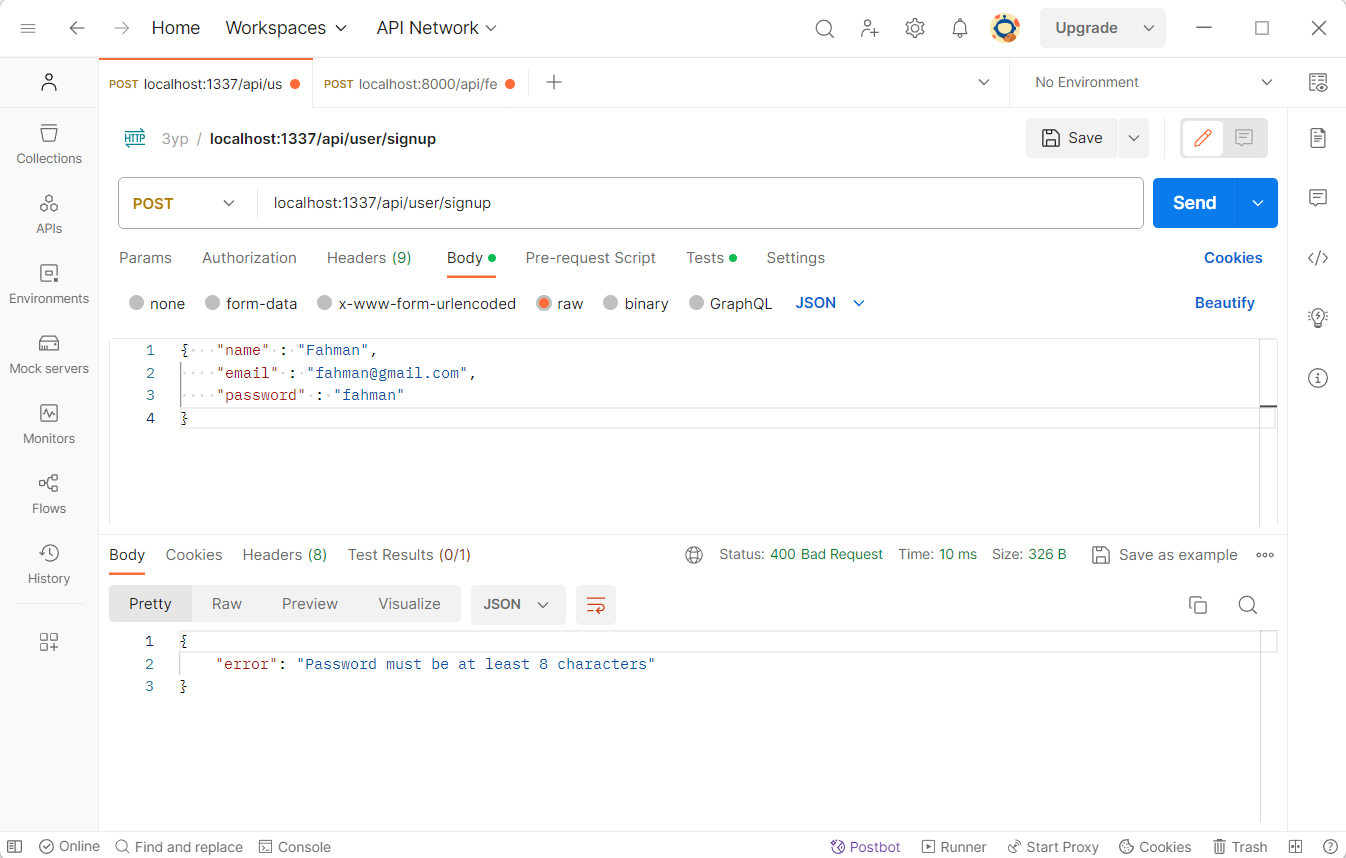 Home Workspaces API Network Upgrade
POST localhost:1337/api/us POST localhost:8000/api/fe No Environment
3yp / localhost:1337/api/user/signup Save
Collections
APIs
Environments
Mock servers
Monitors
Flows
History
POST localhost:1337/api/user/signup Send
Params Authorization Headers (9) Body Pre-request Script Tests Settings Cookies
none form-data x-www-form-urlencoded raw binary GraphQL JSON Beautify
1 { "name" : "Fahman",
2 "email" : "fahman@gmail.com",
3 "password" : "fahman"
4 }
Body Cookies Headers (8) Test Results (0/1) Status: 400 Bad Request Time: 10 ms Size: 326 B Save as example
Pretty Raw Preview Visualize JSON
1 {
2 "error": "Password must be at least 8 characters"
3 }
Online Find and replace Console Postbot Runner Start Proxy Cookies Trash